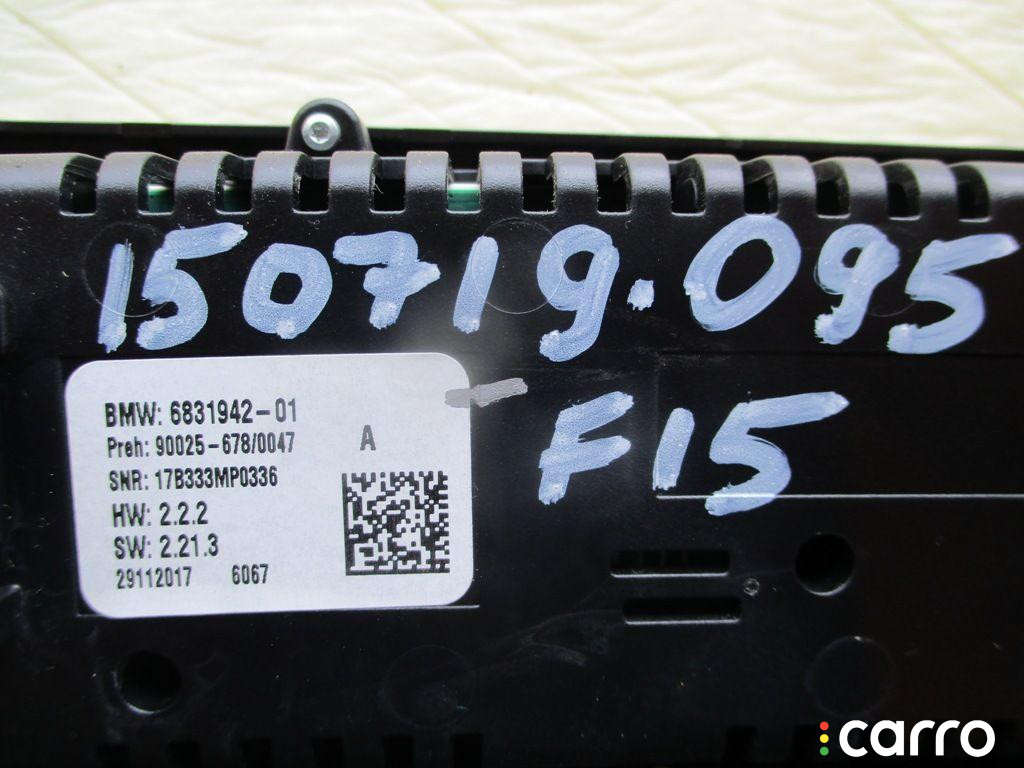 150719.095
F15
BMW: 6831942-01
Preh: 90025-678/0047
A
SNR: 17B333MP0336
HW: 2.2.2
SW: 2.21.3
29112017 6067
carro